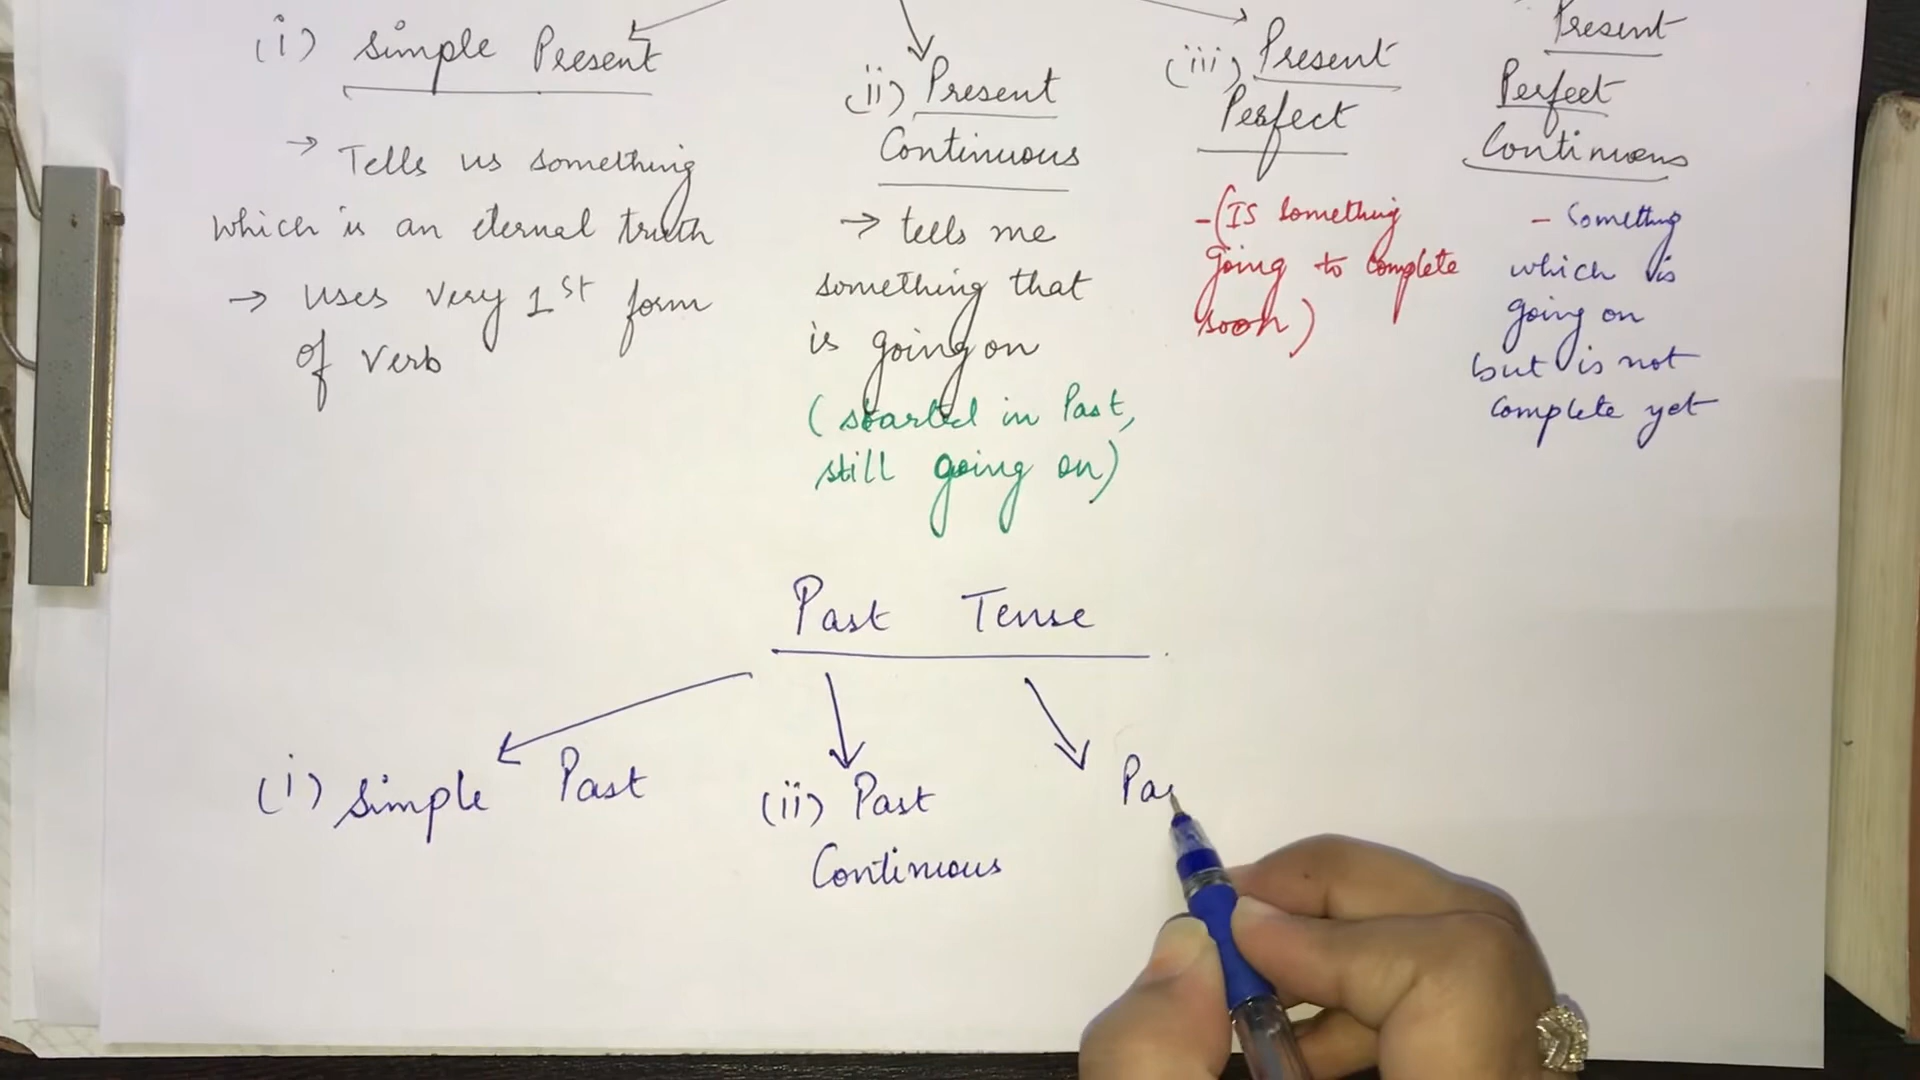 (i) Simple Present
→ Tells us something
which is an eternal truth
→ uses very 1st form
of verb
(ii) Present
Continuous
→ tells me
something that
is going on
(started in Past,
still going on)
(iii) Present
Perfect
- (IS something
going to complete
soon)
Present
Perfect
Continuous
- Something
which is
going on
but is not
complete yet
Past Tense
(i) Simple Past
(ii) Past
Continuous
Pas